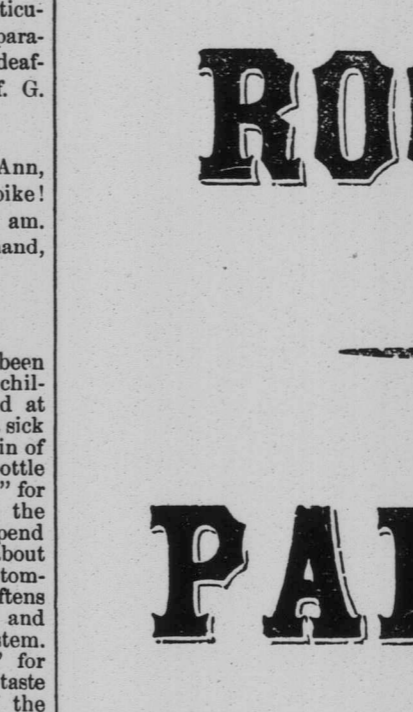 ticu-
para-
deaf-
f. G.
Ann,
pike!
am.
hand,
been
chil-
d at
sick
in of
ottle
” for
the
pend
bout
tom-
ftens
and
stem.
” for
taste
the
RO
PA